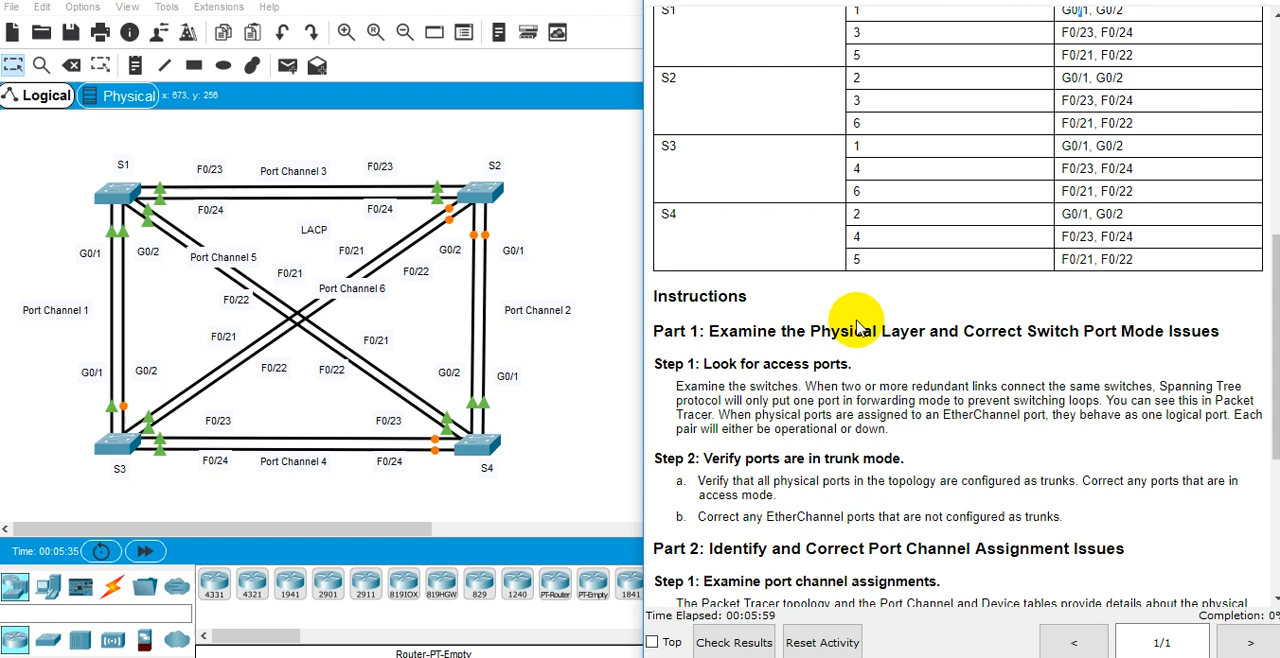 File Edit Options View Tools Extensions Help
Logical Physical x: 673, y: 256
S1 S2
F0/23 Port Channel 3 F0/23
F0/24 F0/24
LACP
G0/1 G0/2 Port Channel 5 F0/21 G0/2 G0/1
F0/21 F0/22
F0/22 Port Channel 6
Port Channel 1 Port Channel 2
F0/21 F0/21
G0/1 G0/2 F0/22 F0/22 G0/2 G0/1
F0/23 F0/23
S3 F0/24 Port Channel 4 F0/24 S4
Time: 00:05:35
4331 4321 1941 2901 2911 819IOX 819HGW 829 1240 PT-Router PT-Empty 1841
Router-PT-Empty
S1 1 G0/1, G0/2
3 F0/23, F0/24
5 F0/21, F0/22
S2 2 G0/1, G0/2
3 F0/23, F0/24
6 F0/21, F0/22
S3 1 G0/1, G0/2
4 F0/23, F0/24
6 F0/21, F0/22
S4 2 G0/1, G0/2
4 F0/23, F0/24
5 F0/21, F0/22
Instructions
Part 1: Examine the Physical Layer and Correct Switch Port Mode Issues
Step 1: Look for access ports.
Examine the switches. When two or more redundant links connect the same switches, Spanning Tree
protocol will only put one port in forwarding mode to prevent switching loops. You can see this in Packet
Tracer. When physical ports are assigned to an EtherChannel port, they behave as one logical port. Each
pair will either be operational or down.
Step 2: Verify ports are in trunk mode.
a. Verify that all physical ports in the topology are configured as trunks. Correct any ports that are in
access mode.
b. Correct any EtherChannel ports that are not configured as trunks.
Part 2: Identify and Correct Port Channel Assignment Issues
Step 1: Examine port channel assignments.
The Packet Tracer topology and the Port Channel and Device tables provide details about the physical
Time Elapsed: 00:05:59 Completion: 0%
Top Check Results Reset Activity < 1/1 >